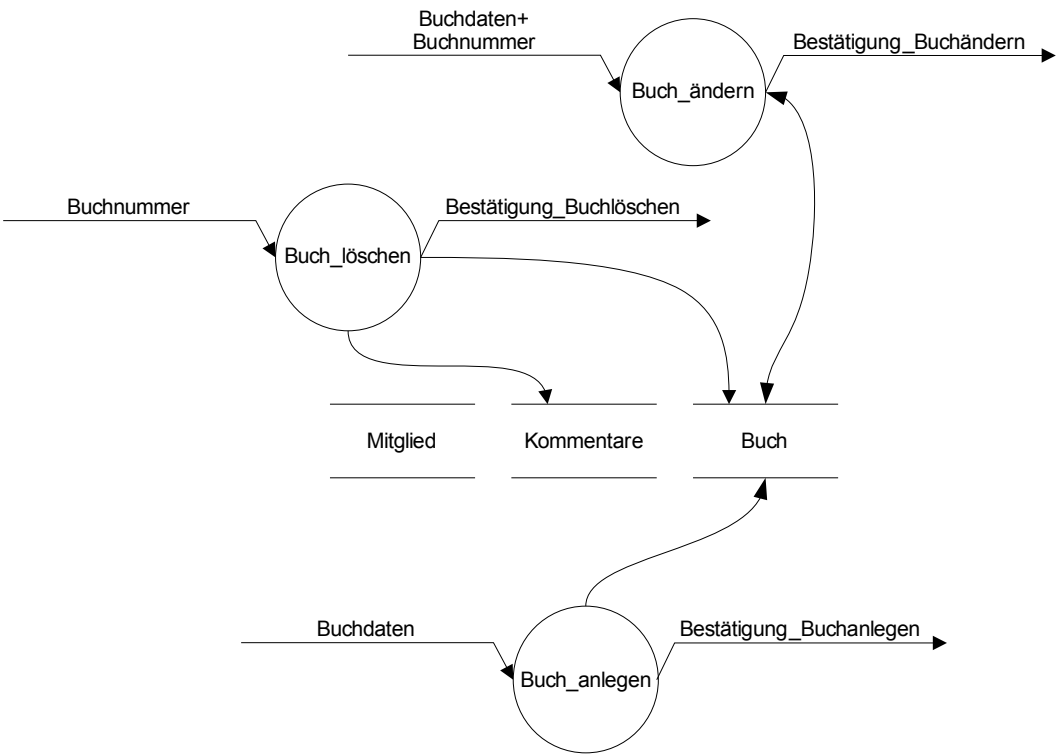 Buchdaten+
Buchnummer
Bestätigung_Buchändern
Buch_ändern
Buchnummer
Bestätigung_Buchlöschen
Buch_löschen
Mitglied
Kommentare
Buch
Buchdaten
Bestätigung_Buchanlegen
Buch_anlegen